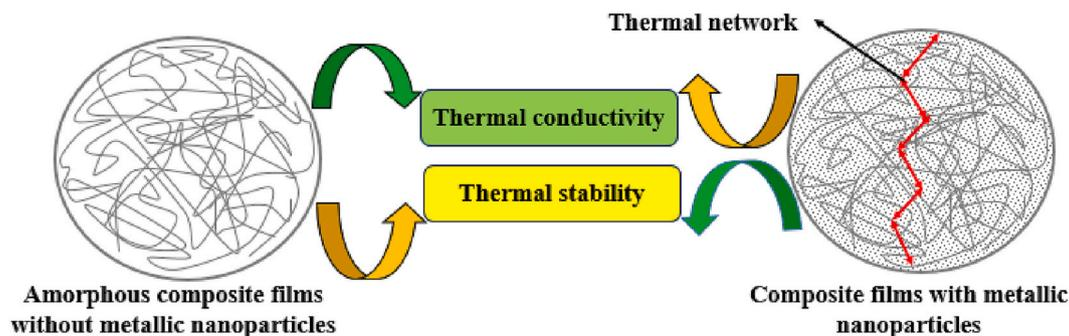 Thermal network
Thermal conductivity
Thermal stability
Amorphous composite films
without metallic nanoparticles
Composite films with metallic
nanoparticles